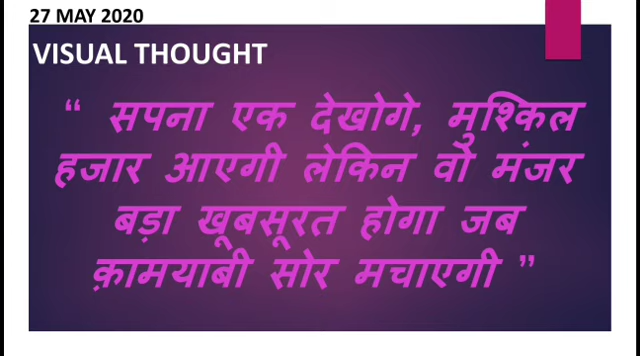 27 MAY 2020
VISUAL THOUGHT
“ सपना एक देखोगे, मुश्किल
हजार आएगी लेकिन वो मंजर
बड़ा खूबसूरत होगा जब
क़ामयाबी सोर मचाएगी ”